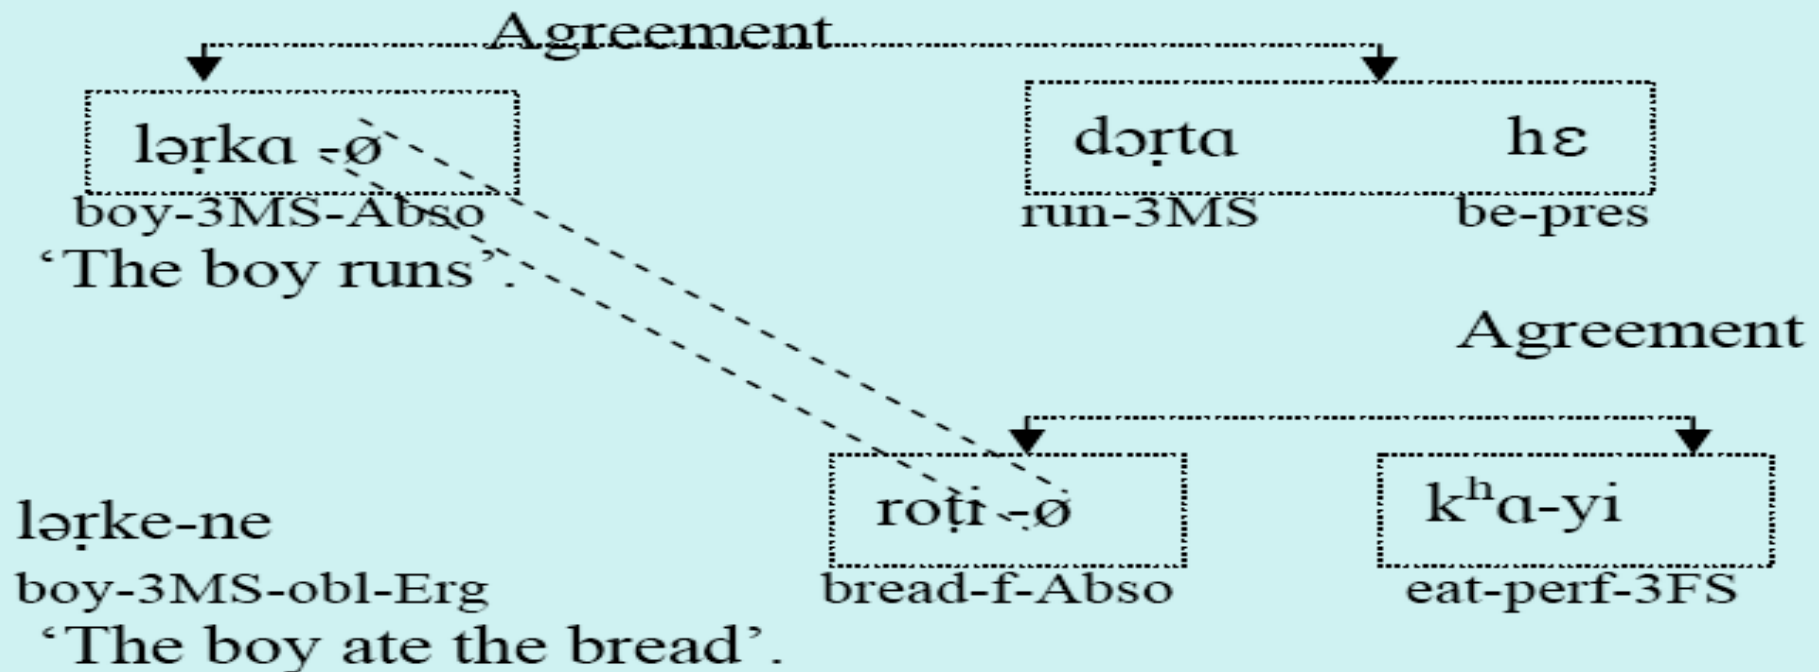 Agreement
ləṛkɑ -ø dɔṛtɑ hɛ
boy-3MS-Abso run-3MS be-pres
‘The boy runs’.
Agreement
ləṛke-ne roṭi -ø kʰɑ-yi
boy-3MS-obl-Erg bread-f-Abso eat-perf-3FS
‘The boy ate the bread’.